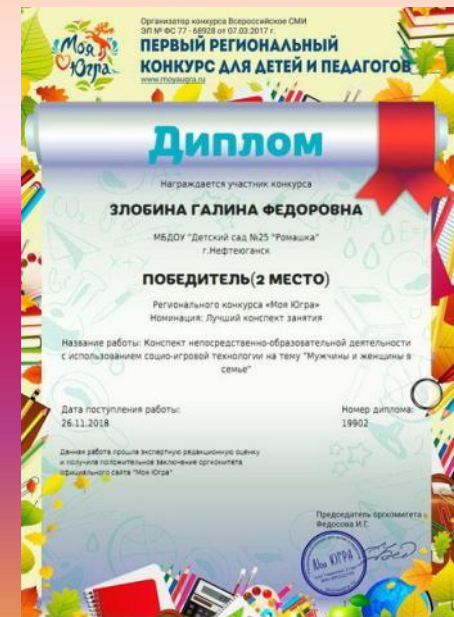 Моя Югра
Организатор конкурса Всероссийское СМИ
ЭЛ № ФС 77 - 68928 от 07.03.2017 г.
ПЕРВЫЙ РЕГИОНАЛЬНЫЙ
КОНКУРС ДЛЯ ДЕТЕЙ И ПЕДАГОГОВ
www.moyaugra.ru
Диплом
Награждается участник конкурса
ЗЛОБИНА ГАЛИНА ФЕДОРОВНА
МБДОУ "Детский сад №25 "Ромашка"
г.Нефтеюганск
ПОБЕДИТЕЛЬ(2 МЕСТО)
Регионального конкурса «Моя Югра»
Номинация: Лучший конспект занятия
Название работы: Конспект непосредственно-образовательной деятельности
с использованием социо-игровой технологии на тему "Мужчины и женщины в
семье"
Дата поступления работы:
26.11.2018
Номер диплома:
19902
Данная работа прошла экспертную редакционную оценку
и получила положительное заключение оргкомитета
официального сайта "Моя Югра"
Председатель оргкомитета
Федосова И.Г.
Моя ЮГРА